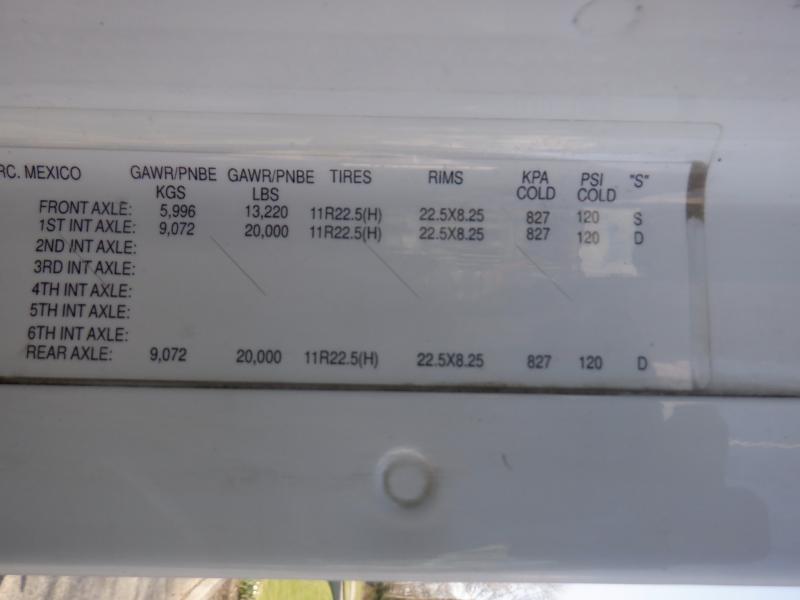 RC. MEXICO GAWR/PNBE KGS GAWR/PNBE LBS TIRES RIMS KPA COLD PSI COLD "S"
FRONT AXLE: 5,996 13,220 11R22.5(H) 22.5X8.25 827 120 S
1ST INT AXLE: 9,072 20,000 11R22.5(H) 22.5X8.25 827 120 D
2ND INT AXLE:
3RD INT AXLE:
4TH INT AXLE:
5TH INT AXLE:
6TH INT AXLE:
REAR AXLE: 9,072 20,000 11R22.5(H) 22.5X8.25 827 120 D